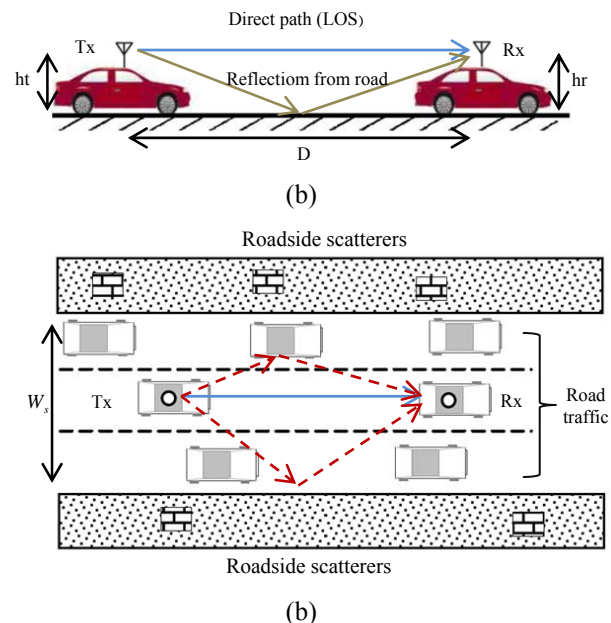 Direct path (LOS)
Tx
Rx
ht
Reflectiom from road
hr
D
(b)
Roadside scatterers
Ws
Tx
Rx
Road
traffic
Roadside scatterers
(b)